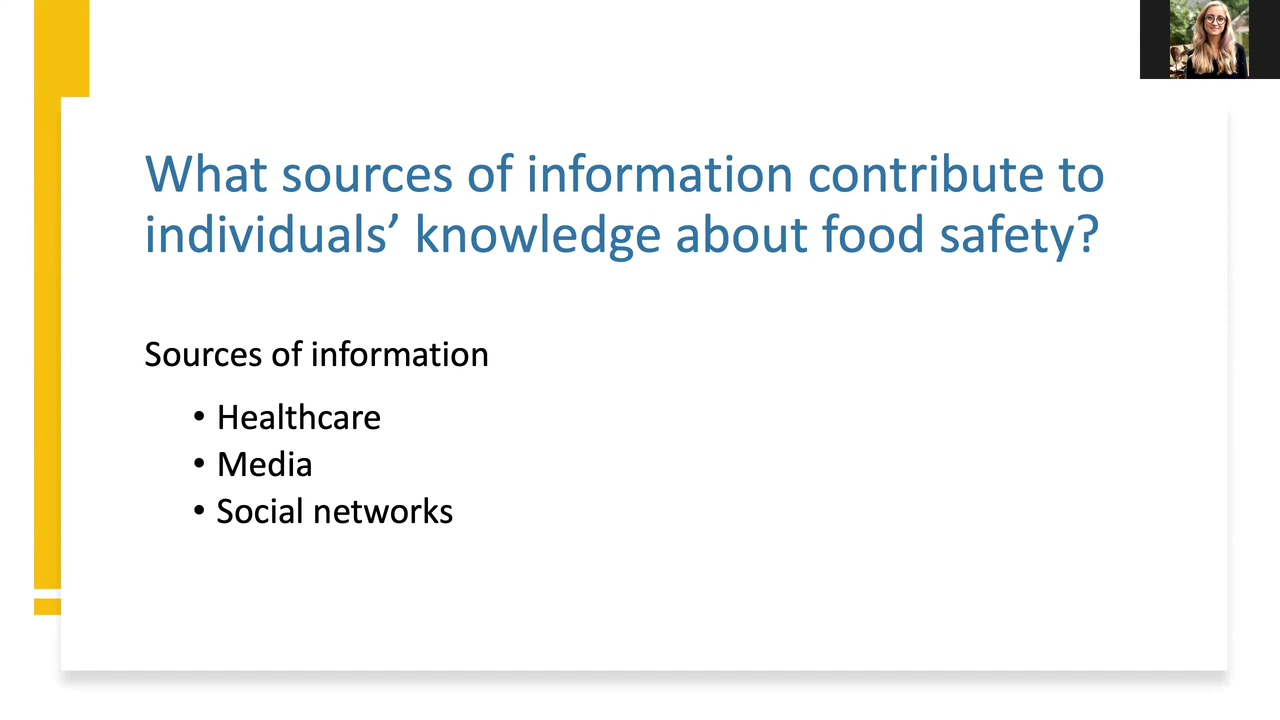 What sources of information contribute to
individuals’ knowledge about food safety?
Sources of information
• Healthcare
• Media
• Social networks